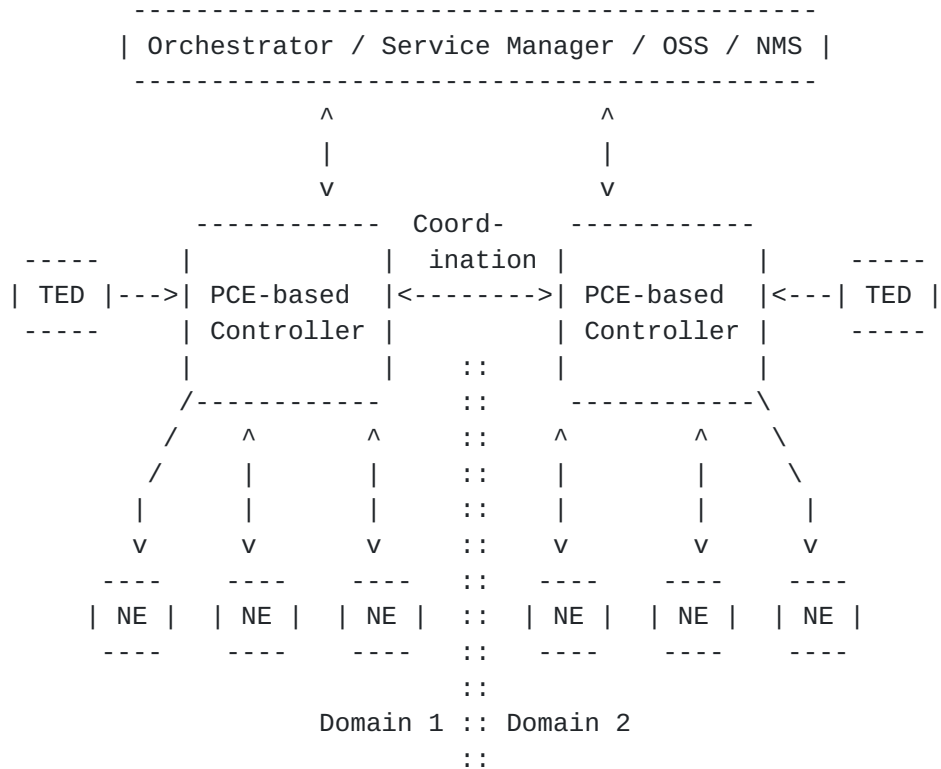 Orchestrator / Service Manager / OSS / NMS
Coord-
ination
TED PCE-based PCE-based TED
Controller Controller
NE NE NE NE NE NE
Domain 1 :: Domain 2